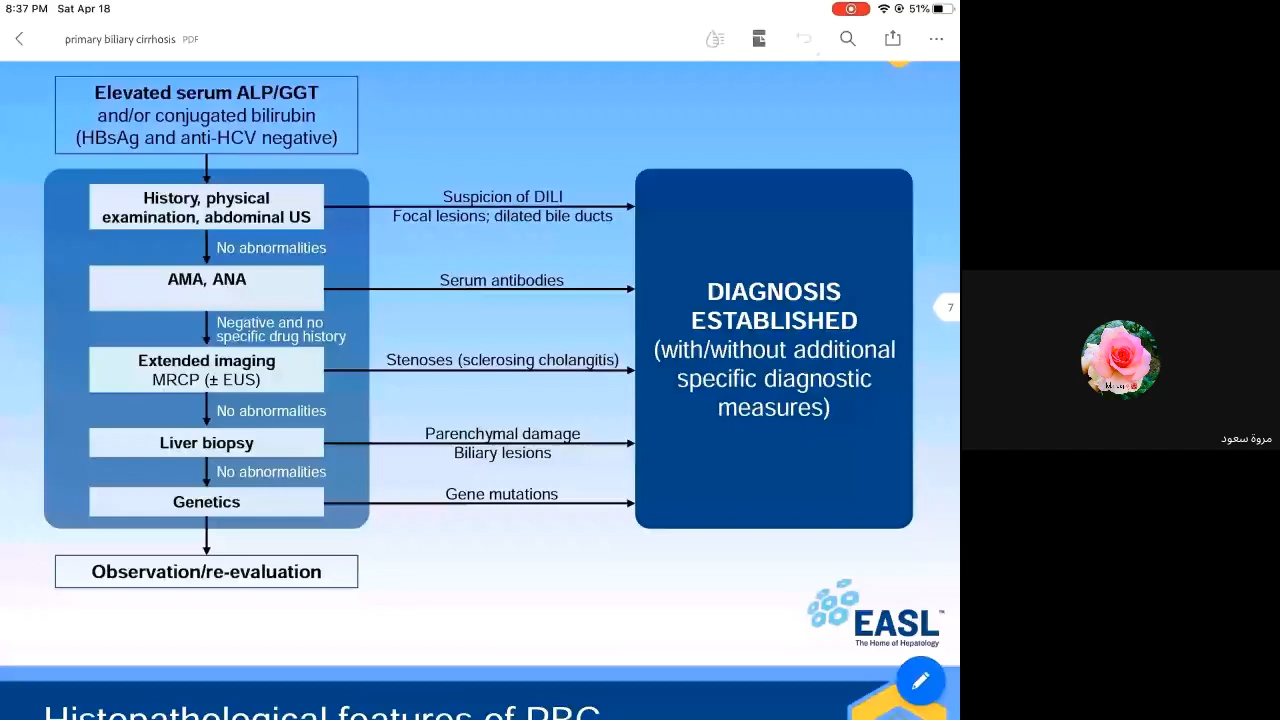 8:37 PM Sat Apr 18
51%
primary biliary cirrhosis PDF
Elevated serum ALP/GGT
and/or conjugated bilirubin
(HBsAg and anti-HCV negative)
History, physical
examination, abdominal US
Suspicion of DILI
Focal lesions; dilated bile ducts
No abnormalities
AMA, ANA
Serum antibodies
Negative and no
specific drug history
Extended imaging
MRCP (± EUS)
Stenoses (sclerosing cholangitis)
No abnormalities
Liver biopsy
Parenchymal damage
Biliary lesions
No abnormalities
Genetics
Gene mutations
Observation/re-evaluation
DIAGNOSIS
ESTABLISHED
(with/without additional
specific diagnostic
measures)
7
EASL™
The Home of Hepatology
Histopathological features of PBC
مروة سعود